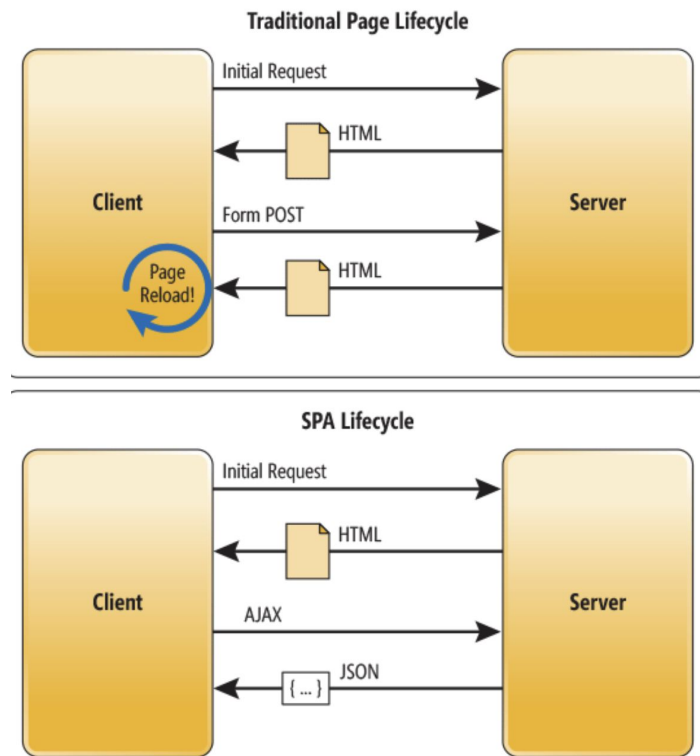 Traditional Page Lifecycle
Initial Request
HTML
Client
Server
Form POST
HTML
Page
Reload!
SPA Lifecycle
Initial Request
HTML
Client
Server
AJAX
JSON
{ ... }